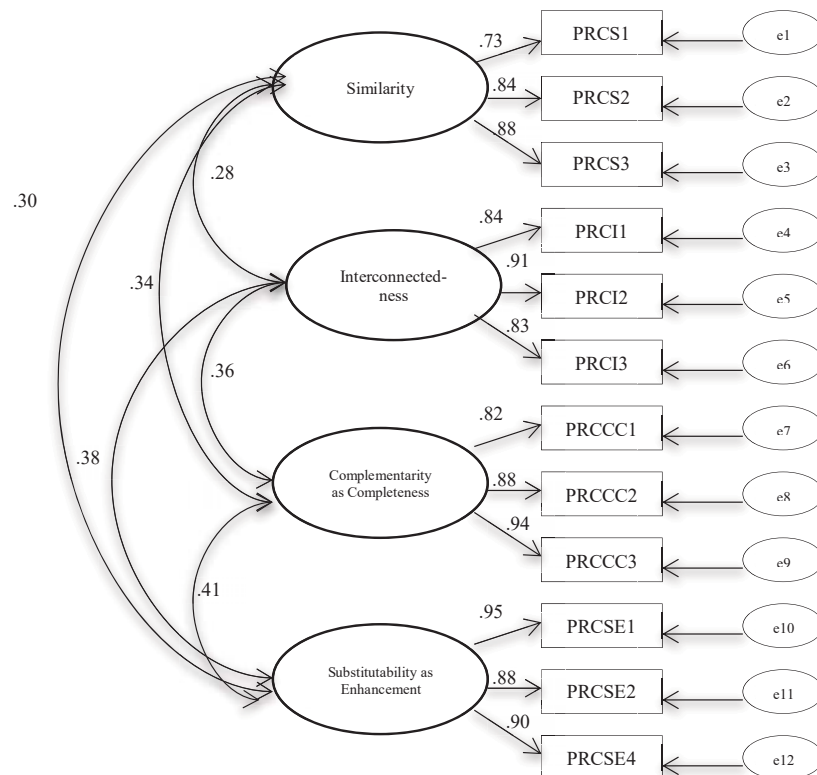 .73
PRCS1
e1
Similarity
.84
PRCS2
e2
.88
PRCS3
e3
.30
.28
.84
PRCI1
e4
Interconnected-
ness
.91
PRCI2
e5
.34
.83
PRCI3
e6
.36
.82
PRCCC1
e7
.38
Complementarity
as Completeness
.88
PRCCC2
e8
.94
PRCCC3
e9
.41
.95
PRCSE1
e10
Substitutability as
Enhancement
.88
PRCSE2
e11
.90
PRCSE4
e12